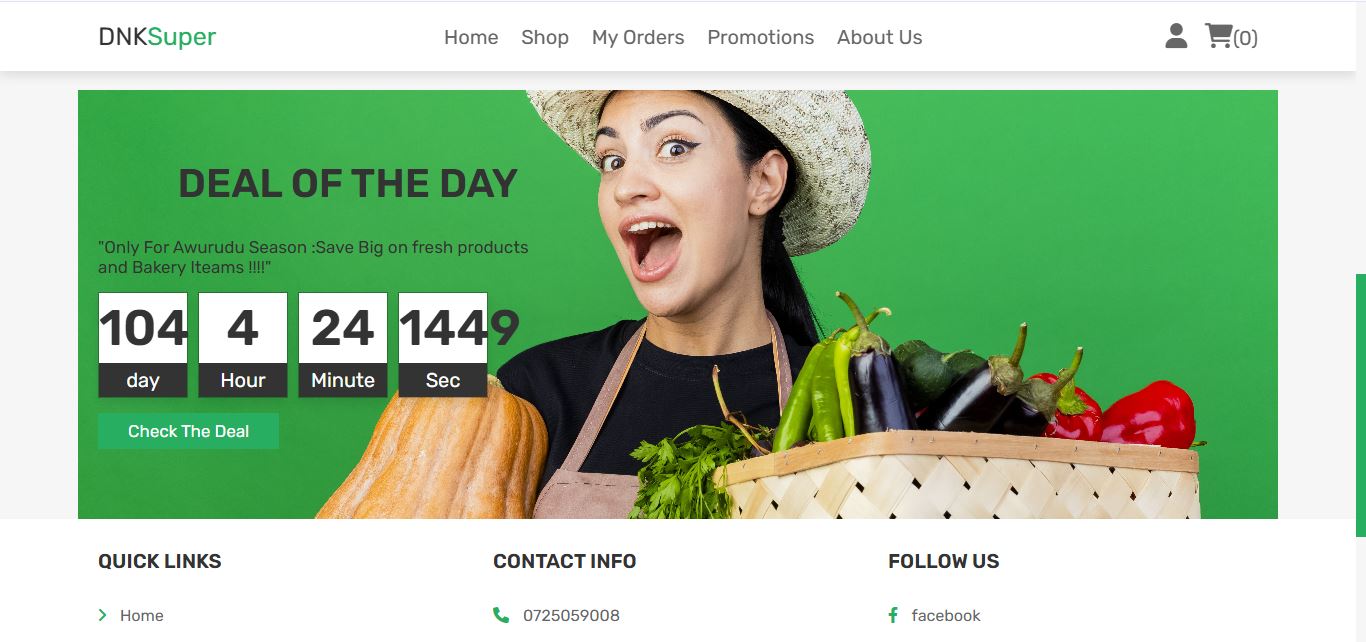 DNKSuper
Home Shop My Orders Promotions About Us
(0)
DEAL OF THE DAY
"Only For Awurudu Season :Save Big on fresh products
and Bakery Iteams !!!!"
104 4 24 1449
day Hour Minute Sec
Check The Deal
QUICK LINKS CONTACT INFO FOLLOW US
Home 0725059008 facebook